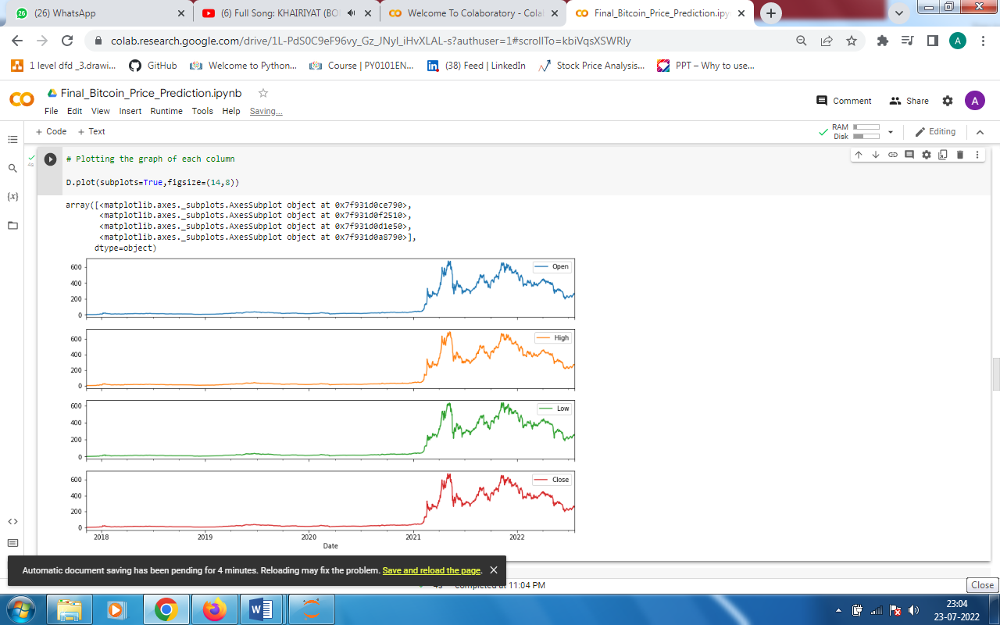 (26) WhatsApp
(6) Full Song: KHAIRIYAT (BO
Welcome To Colaboratory - Cola
Final_Bitcoin_Price_Prediction.ipy
colab.research.google.com/drive/1L-PdS0C9eF96vy_Gz_JNyI_iHvXLAL-s?authuser=1#scrollTo=kbiVqsXSWRIy
A
1 level dfd _3.drawi...
GitHub
Welcome to Python...
Course | PY0101EN...
(38) Feed | LinkedIn
Stock Price Analysis...
PPT – Why to use...
Final_Bitcoin_Price_Prediction.ipynb
File Edit View Insert Runtime Tools Help Saving...
Comment
Share
A
+ Code + Text
RAM
Disk
Editing
4s
# Plotting the graph of each column
D.plot(subplots=True,figsize=(14,8))
array([<matplotlib.axes._subplots.AxesSubplot object at 0x7f931d0ce790>,
<matplotlib.axes._subplots.AxesSubplot object at 0x7f931d0f2510>,
<matplotlib.axes._subplots.AxesSubplot object at 0x7f931d0d1e50>,
<matplotlib.axes._subplots.AxesSubplot object at 0x7f931d0a8790>],
dtype=object)
600
400
200
0
Open
600
400
200
0
High
600
400
200
0
Low
600
400
200
0
Close
2018 2019 2020 2021 2022
Date
Automatic document saving has been pending for 4 minutes. Reloading may fix the problem. Save and reload the page.
completed at 11:04 PM
Close
23:04
23-07-2022